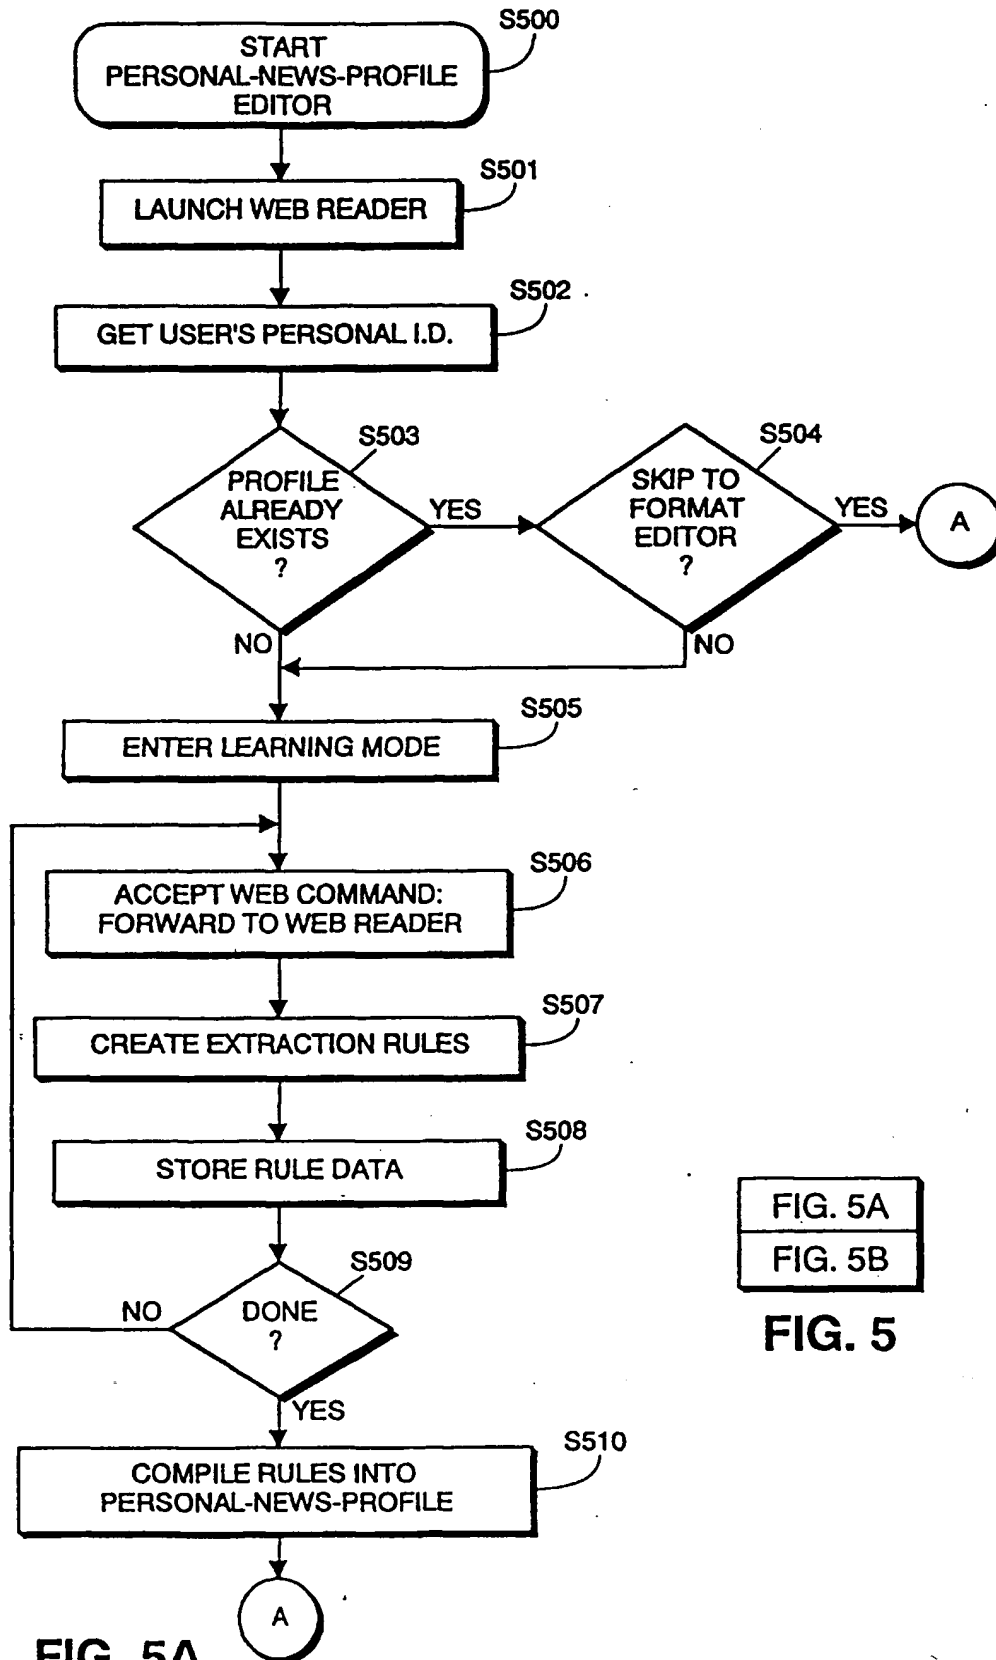 S500
START
PERSONAL-NEWS-PROFILE
EDITOR
S501
LAUNCH WEB READER
S502
GET USER'S PERSONAL I.D.
S503
PROFILE
ALREADY
EXISTS
?
YES
NO
S504
SKIP TO
FORMAT
EDITOR
?
YES
A
NO
S505
ENTER LEARNING MODE
S506
ACCEPT WEB COMMAND:
FORWARD TO WEB READER
S507
CREATE EXTRACTION RULES
S508
STORE RULE DATA
S509
DONE
?
NO
YES
S510
COMPILE RULES INTO
PERSONAL-NEWS-PROFILE
A
FIG. 5A
FIG. 5B
FIG. 5
FIG. 5A